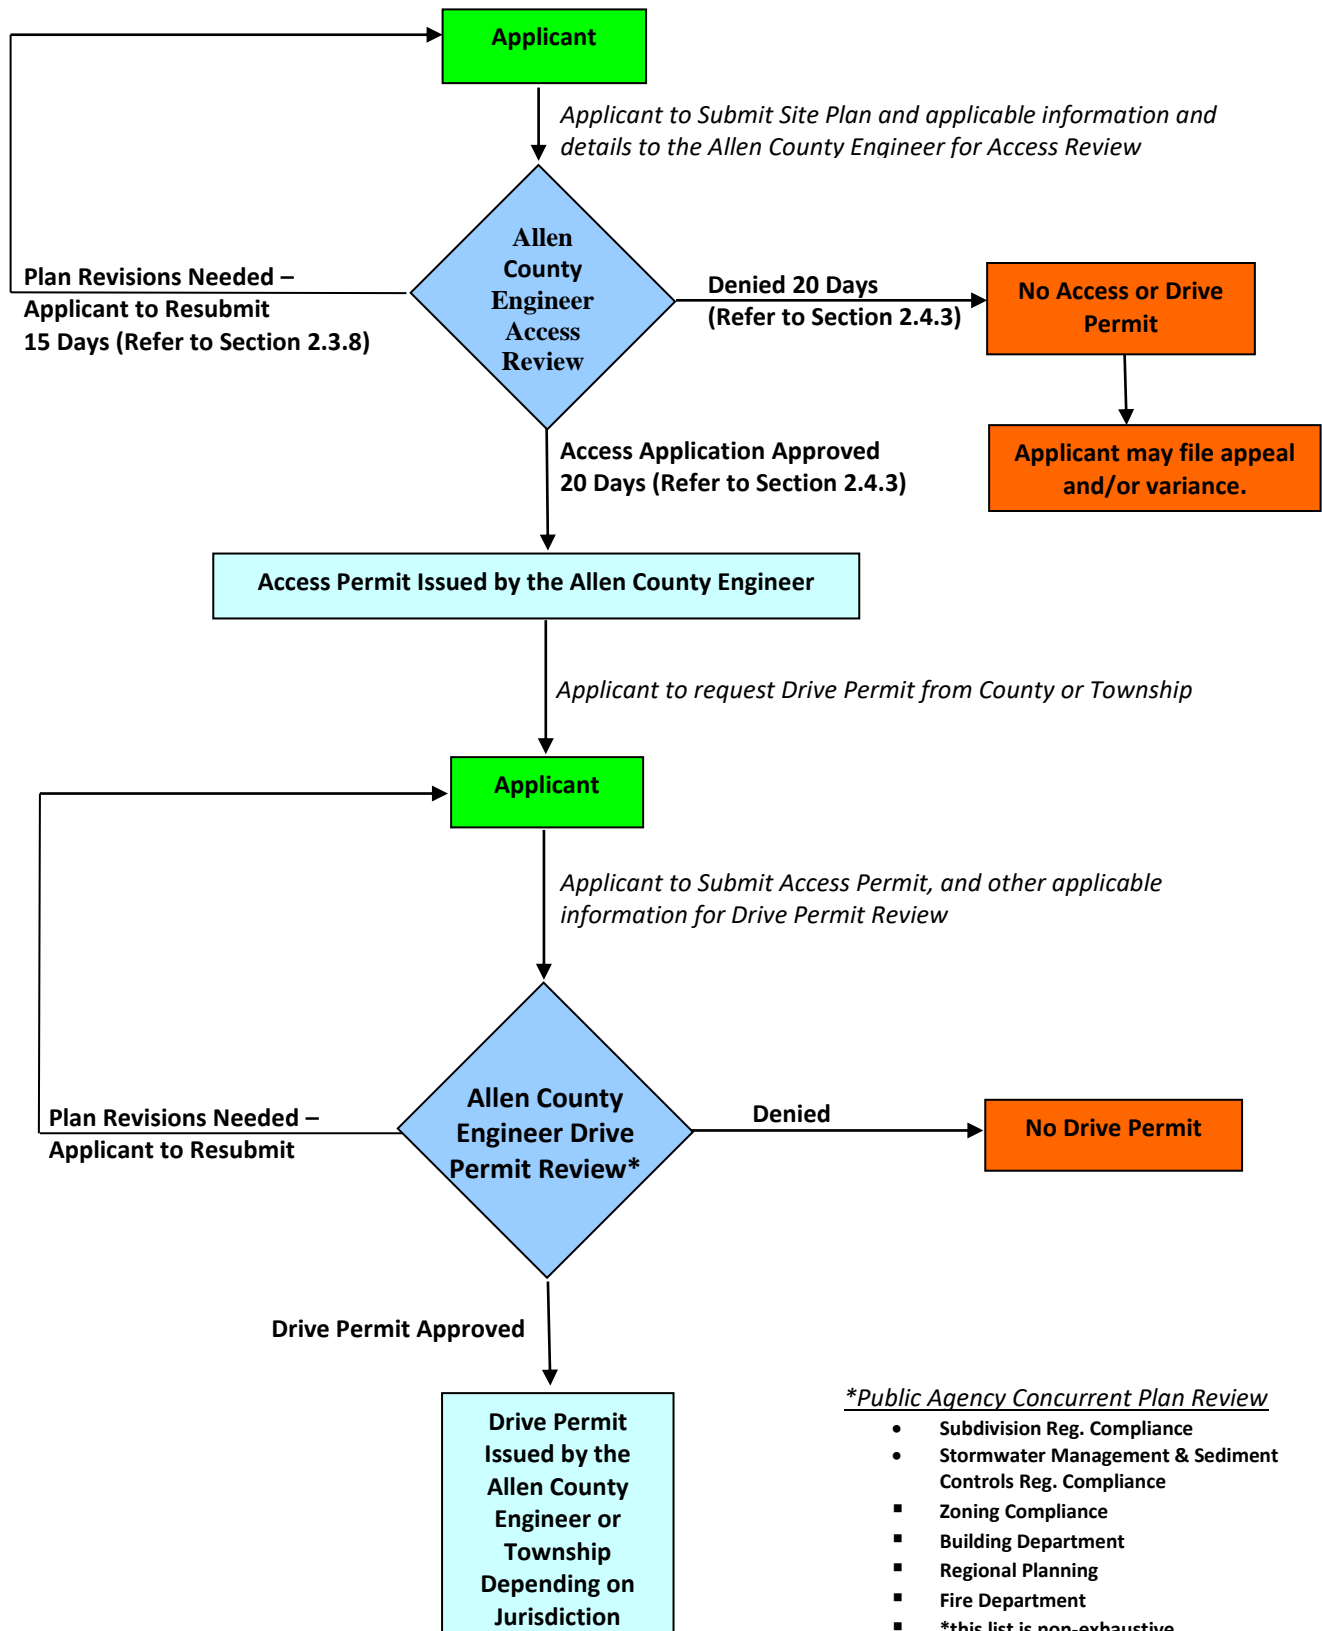 Applicant
Applicant to Submit Site Plan and applicable information and
details to the Allen County Engineer for Access Review
Allen
County
Engineer
Access
Review
Plan Revisions Needed –
Applicant to Resubmit
15 Days (Refer to Section 2.3.8)
Denied 20 Days
(Refer to Section 2.4.3)
No Access or Drive
Permit
Applicant may file appeal
and/or variance.
Access Application Approved
20 Days (Refer to Section 2.4.3)
Access Permit Issued by the Allen County Engineer
Applicant to request Drive Permit from County or Township
Applicant
Applicant to Submit Access Permit, and other applicable
information for Drive Permit Review
Allen County
Engineer Drive
Permit Review*
Plan Revisions Needed –
Applicant to Resubmit
Denied
No Drive Permit
Drive Permit Approved
Drive Permit
Issued by the
Allen County
Engineer or
Township
Depending on
Jurisdiction
*Public Agency Concurrent Plan Review
• Subdivision Reg. Compliance
• Stormwater Management & Sediment
Controls Reg. Compliance
▪ Zoning Compliance
▪ Building Department
▪ Regional Planning
▪ Fire Department
▪ *this list is non-exhaustive